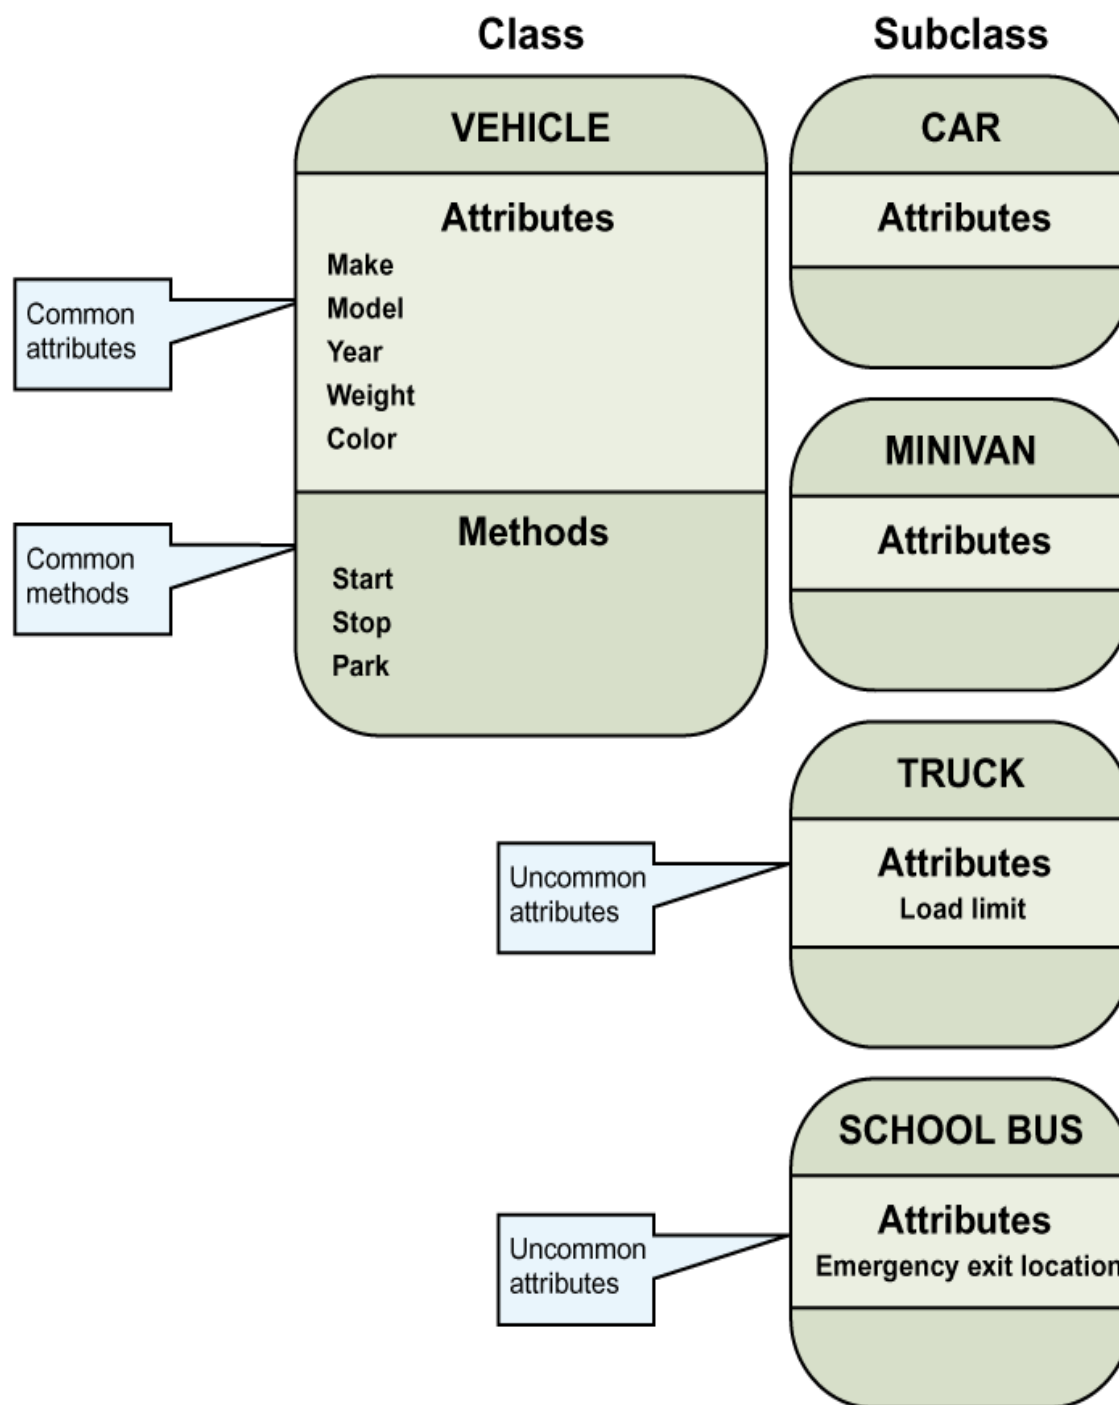 Class
VEHICLE
Attributes
Make
Model
Year
Weight
Color
Methods
Start
Stop
Park
Common
attributes
Common
methods
Subclass
CAR
Attributes
MINIVAN
Attributes
TRUCK
Attributes
Load limit
Uncommon
attributes
SCHOOL BUS
Attributes
Emergency exit location
Uncommon
attributes